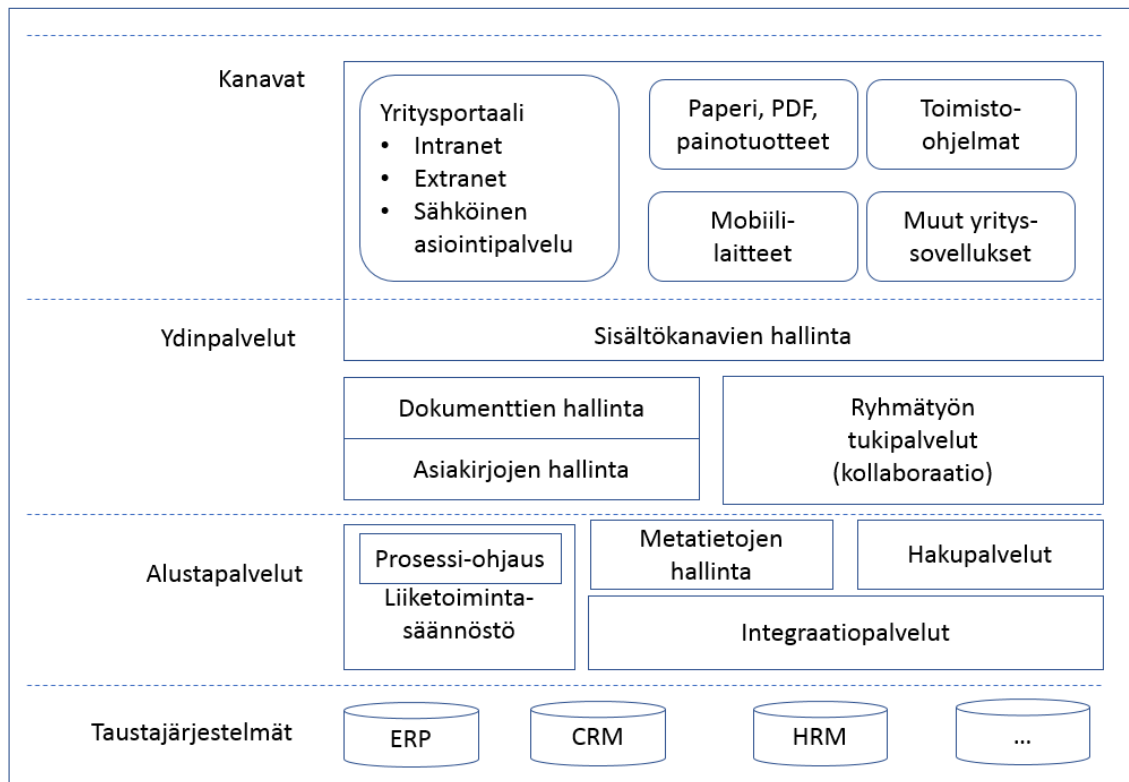 Kanavat
Yritysportaali
• Intranet
• Extranet
• Sähköinen
asiointipalvelu
Paperi, PDF,
painotuotteet
Toimisto-
ohjelmat
Mobiili-
laitteet
Muut yritys-
sovellukset
Ydinpalvelut
Sisältökanavien hallinta
Dokumenttien hallinta
Asiakirjojen hallinta
Ryhmätyön
tukipalvelut
(kollaboraatio)
Alustapalvelut
Prosessi-ohjaus
Liiketoiminta-
säännöstö
Metatietojen
hallinta
Hakupalvelut
Integraatiopalvelut
Taustajärjestelmät
ERP
CRM
HRM
...